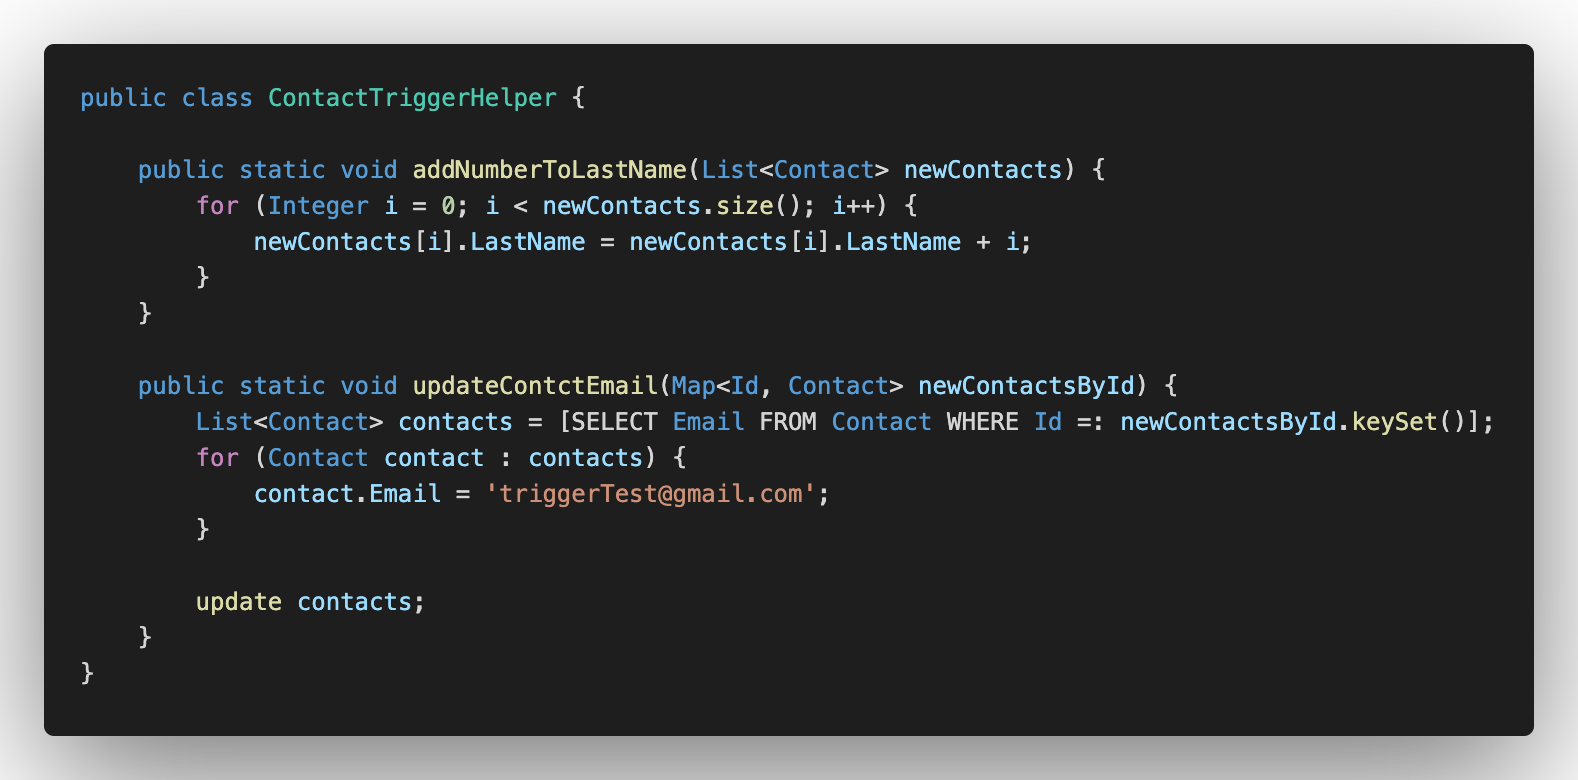 public class ContactTriggerHelper {
public static void addNumberToLastName(List<Contact> newContacts) {
for (Integer i = 0; i < newContacts.size(); i++) {
newContacts[i].LastName = newContacts[i].LastName + i;
}
}
public static void updateContctEmail(Map<Id, Contact> newContactsById) {
List<Contact> contacts = [SELECT Email FROM Contact WHERE Id =: newContactsById.keySet()];
for (Contact contact : contacts) {
contact.Email = 'triggerTest@gmail.com';
}
update contacts;
}
}